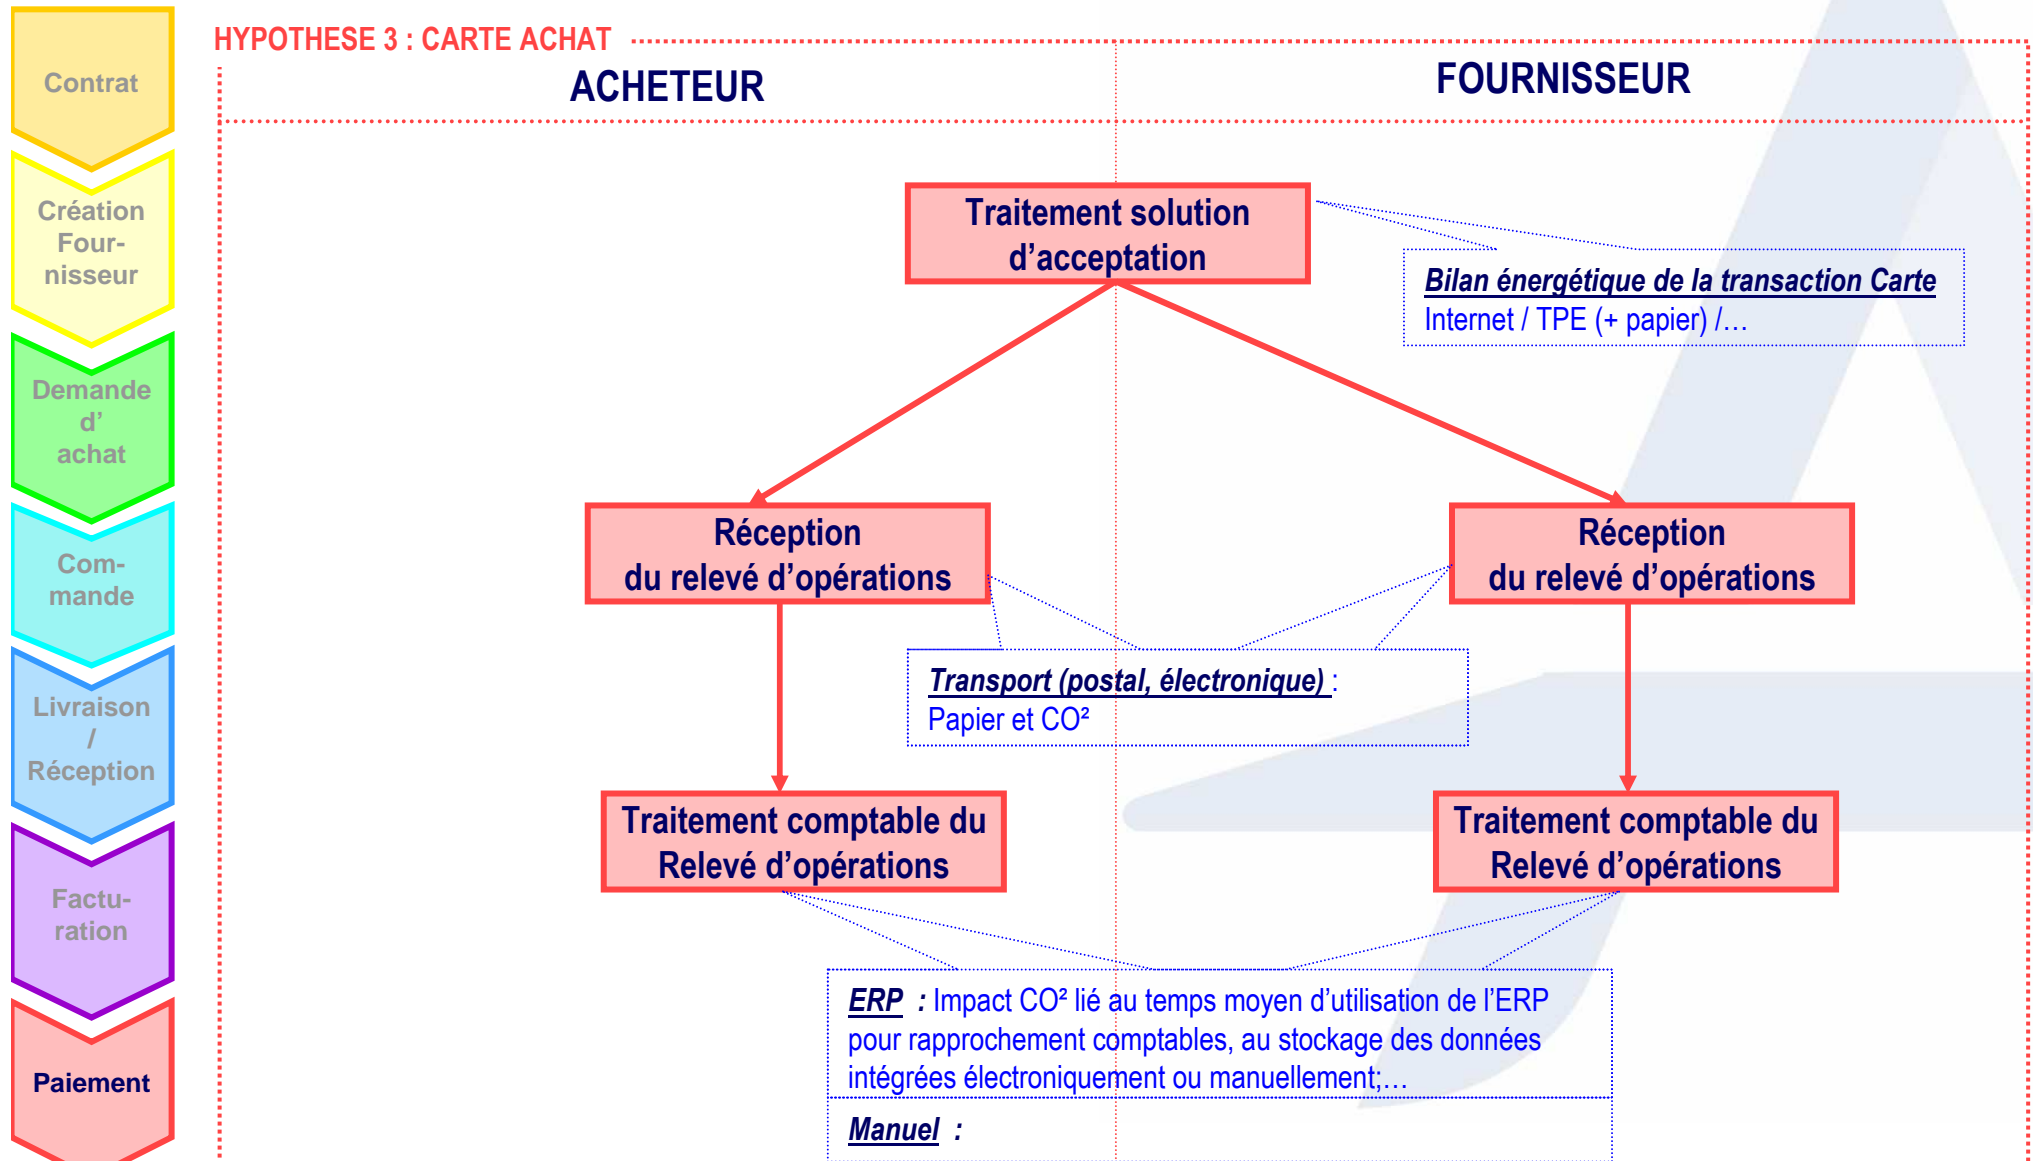 HYPOTHESE 3 : CARTE ACHAT
ACHETEUR
FOURNISSEUR
Contrat
Création
Four-
nisseur
Demande
d’
achat
Com-
mande
Livraison
/
Réception
Factu-
ration
Paiement
Traitement solution
d’acceptation
Bilan énergétique de la transaction Carte
Internet / TPE (+ papier) /…
Réception
du relevé d’opérations
Réception
du relevé d’opérations
Transport (postal, électronique) :
Papier et CO²
Traitement comptable du
Relevé d’opérations
Traitement comptable du
Relevé d’opérations
ERP : Impact CO² lié au temps moyen d’utilisation de l’ERP
pour rapprochement comptables, au stockage des données
intégrées électroniquement ou manuellement;…
Manuel :